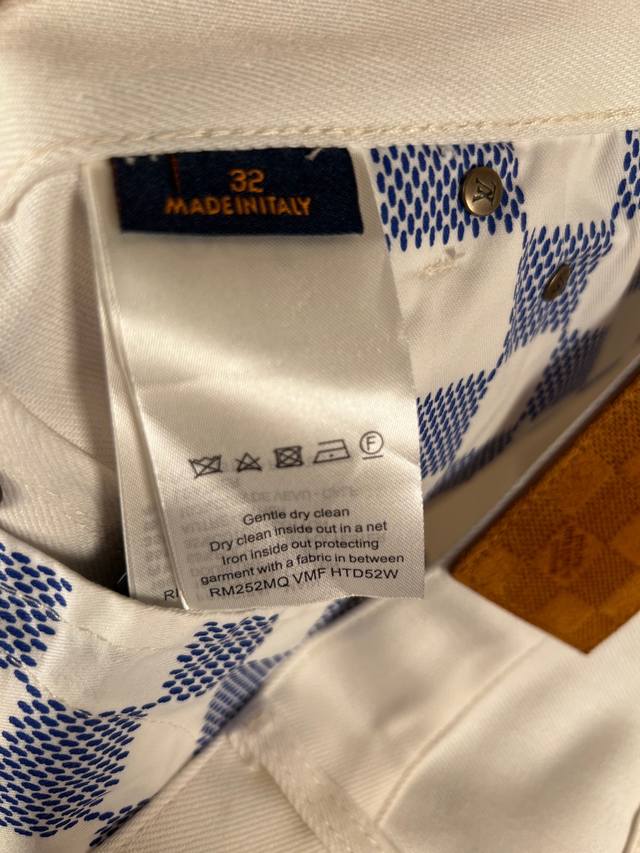 32
MADE IN ITALY
F
Gentle dry clean
Dry clean inside out in a net
Iron inside out protecting
garment with a fabric in between
RM252MQ VMF HTD52W
LV